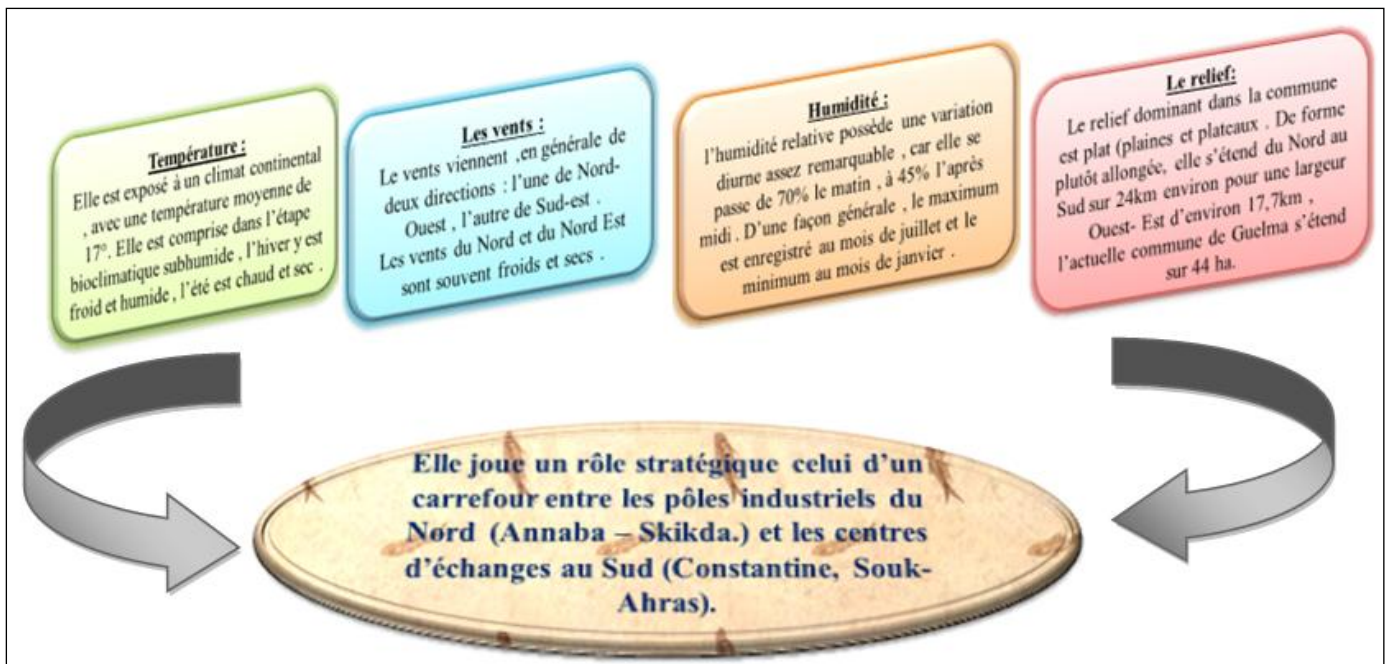 Température :
Elle est exposé à un climat continental
, avec une température moyenne de
17°. Elle est comprise dans l'étape
bioclimatique subhumide , l'hiver y est
froid et humide , l'été est chaud et sec .
Les vents :
Le vents viennent ,en générale de
deux directions : l'une de Nord-
Ouest , l'autre de Sud-est .
Les vents du Nord et du Nord Est
sont souvent froids et secs .
Humidité :
l'humidité relative possède une variation
diurne assez remarquable , car elle se
passe de 70% le matin , à 45% l'après
midi . D'une façon générale , le maximum
est enregistré au mois de juillet et le
minimum au mois de janvier .
Le relief:
Le relief dominant dans la commune
est plat (plaines et plateaux . De forme
plutôt allongée, elle s'étend du Nord au
Sud sur 24km environ pour une largeur
Ouest- Est d'environ 17,7km ,
l'actuelle commune de Guelma s'étend
sur 44 ha.
Elle joue un rôle stratégique celui d'un
carrefour entre les pôles industriels du
Nord (Annaba – Skikda.) et les centres
d'échanges au Sud (Constantine, Souk-
Ahras).